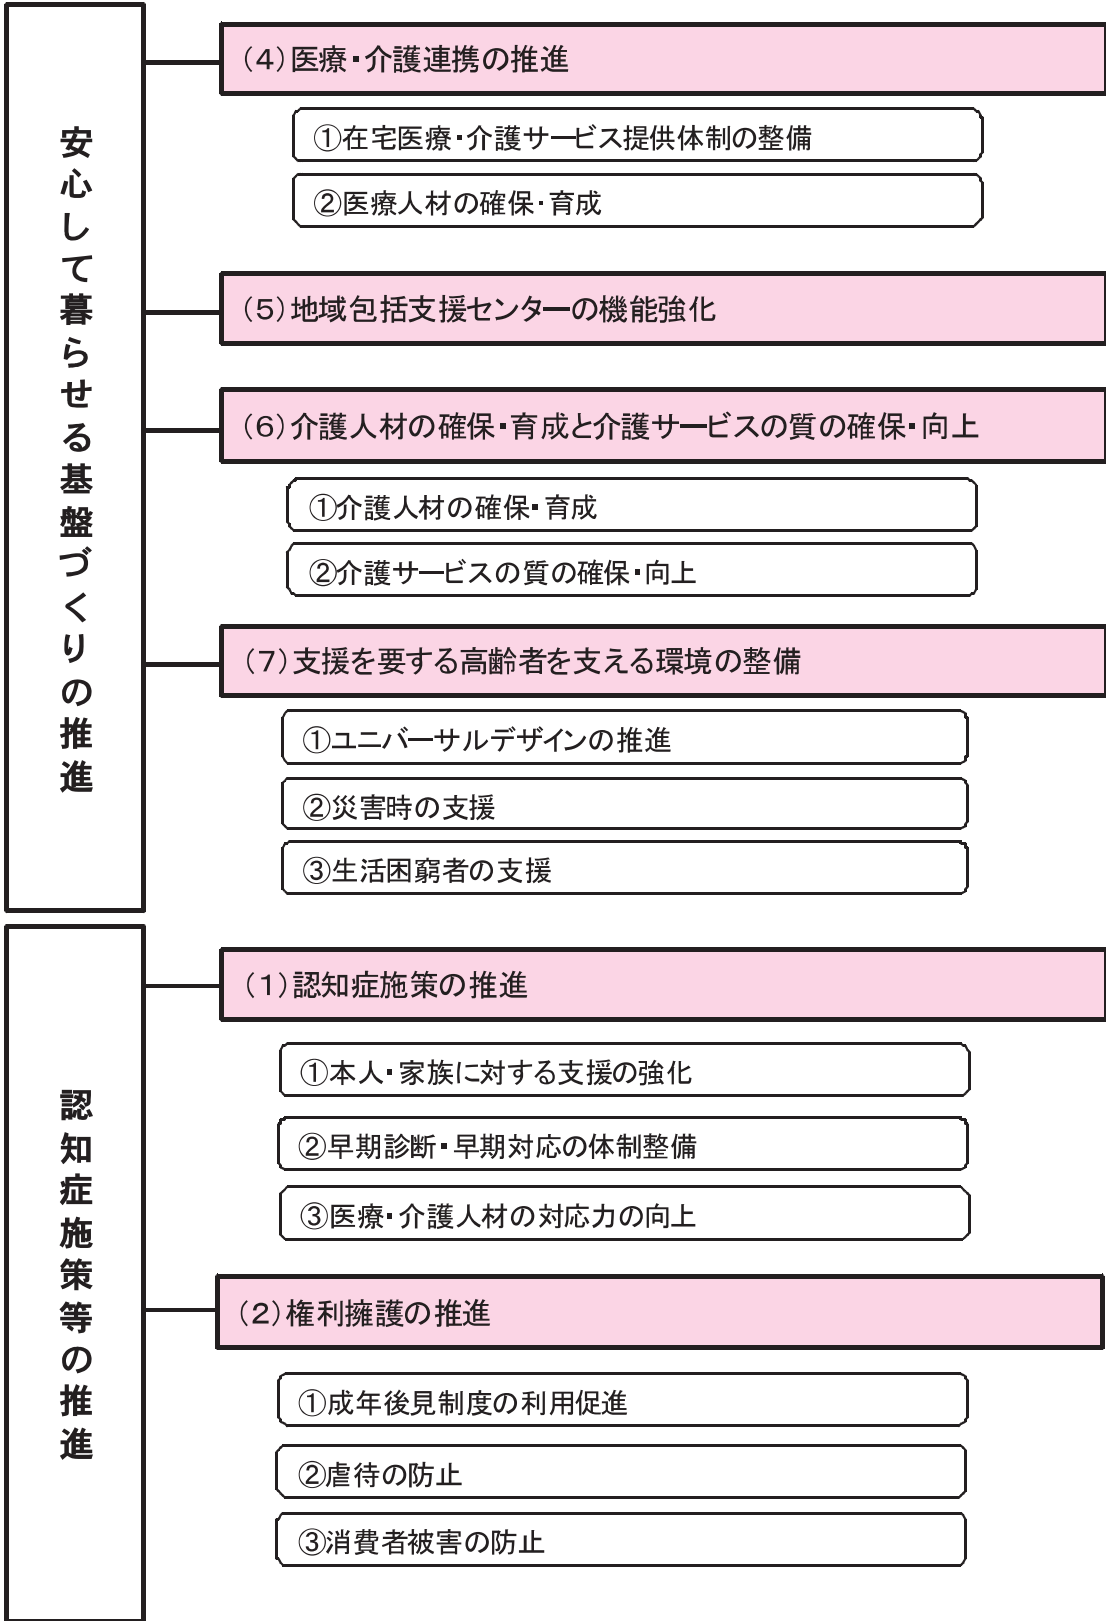 安心して暮らせる基盤づくりの推進
(4)医療・介護連携の推進
①在宅医療・介護サービス提供体制の整備
②医療人材の確保・育成
(5)地域包括支援センターの機能強化
(6)介護人材の確保・育成と介護サービスの質の確保・向上
①介護人材の確保・育成
②介護サービスの質の確保・向上
(7)支援を要する高齢者を支える環境の整備
①ユニバーサルデザインの推進
②災害時の支援
③生活困窮者の支援
認知症施策等の推進
(1)認知症施策の推進
①本人・家族に対する支援の強化
②早期診断・早期対応の体制整備
③医療・介護人材の対応力の向上
(2)権利擁護の推進
①成年後見制度の利用促進
②虐待の防止
③消費者被害の防止